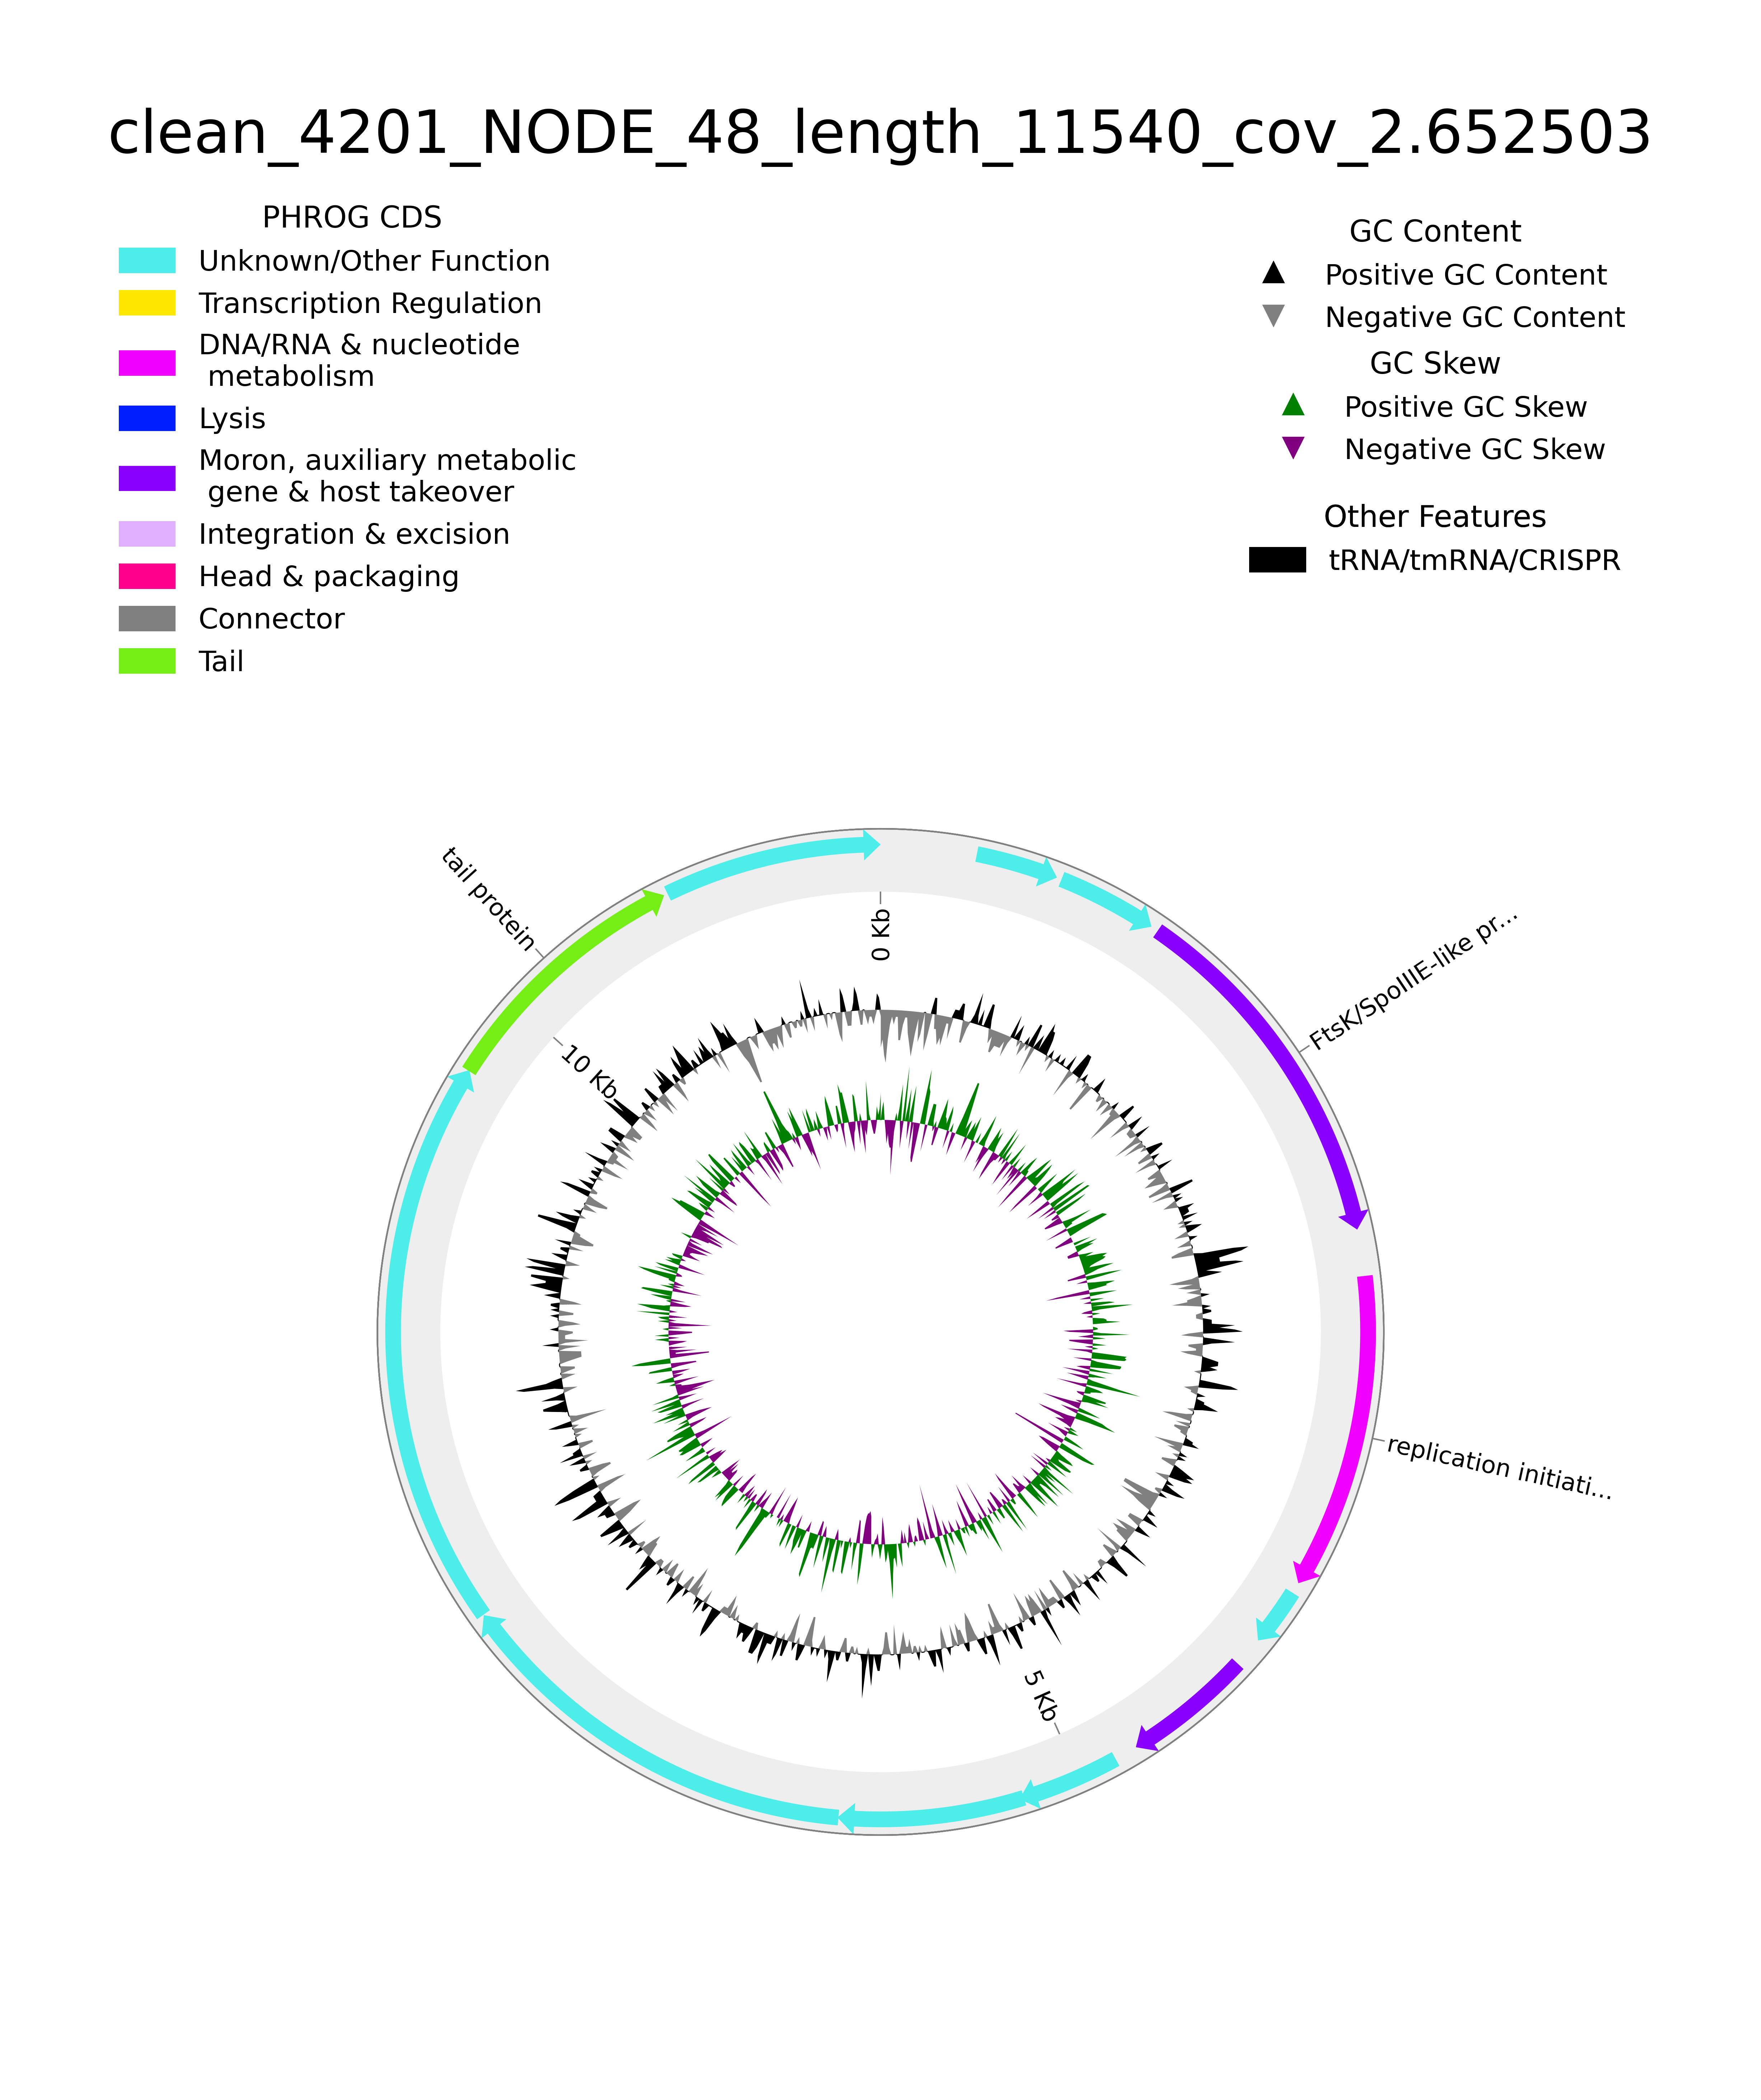 clean_4201_NODE_48_length_11540_cov_2.652503
PHROG CDS
Unknown/Other Function
Transcription Regulation
DNA/RNA & nucleotide
metabolism
Lysis
Moron, auxiliary metabolic
gene & host takeover
Integration & excision
Head & packaging
Connector
Tail
GC Content
Positive GC Content
Negative GC Content
GC Skew
Positive GC Skew
Negative GC Skew
Other Features
tRNA/tmRNA/CRISPR
tail protein
0 Kb
FtsK/SpoIIIE-like pr...
10 Kb
replication initiati...
5 Kb